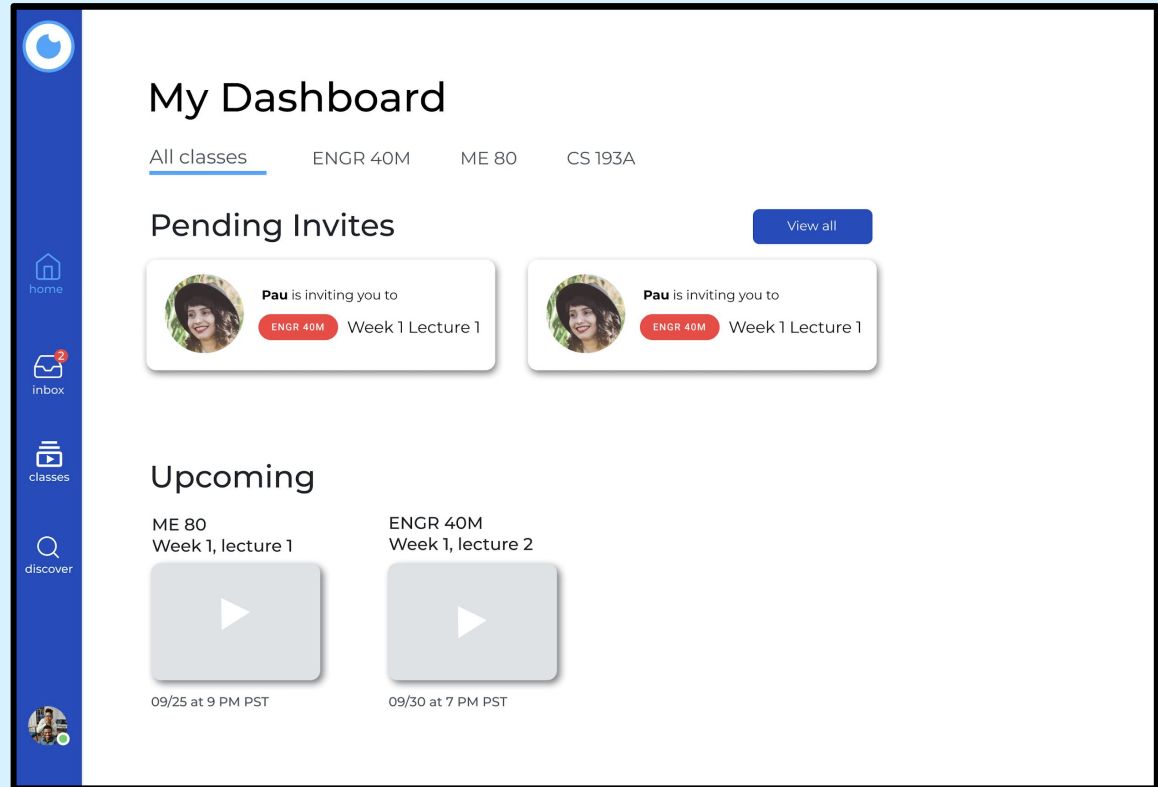 My Dashboard
All classes ENGR 40M ME 80 CS 193A
Pending Invites
View all
Pau is inviting you to
ENGR 40M Week 1 Lecture 1
Pau is inviting you to
ENGR 40M Week 1 Lecture 1
home
2
inbox
classes
discover
Upcoming
ME 80
Week 1, lecture 1
09/25 at 9 PM PST
ENGR 40M
Week 1, lecture 2
09/30 at 7 PM PST